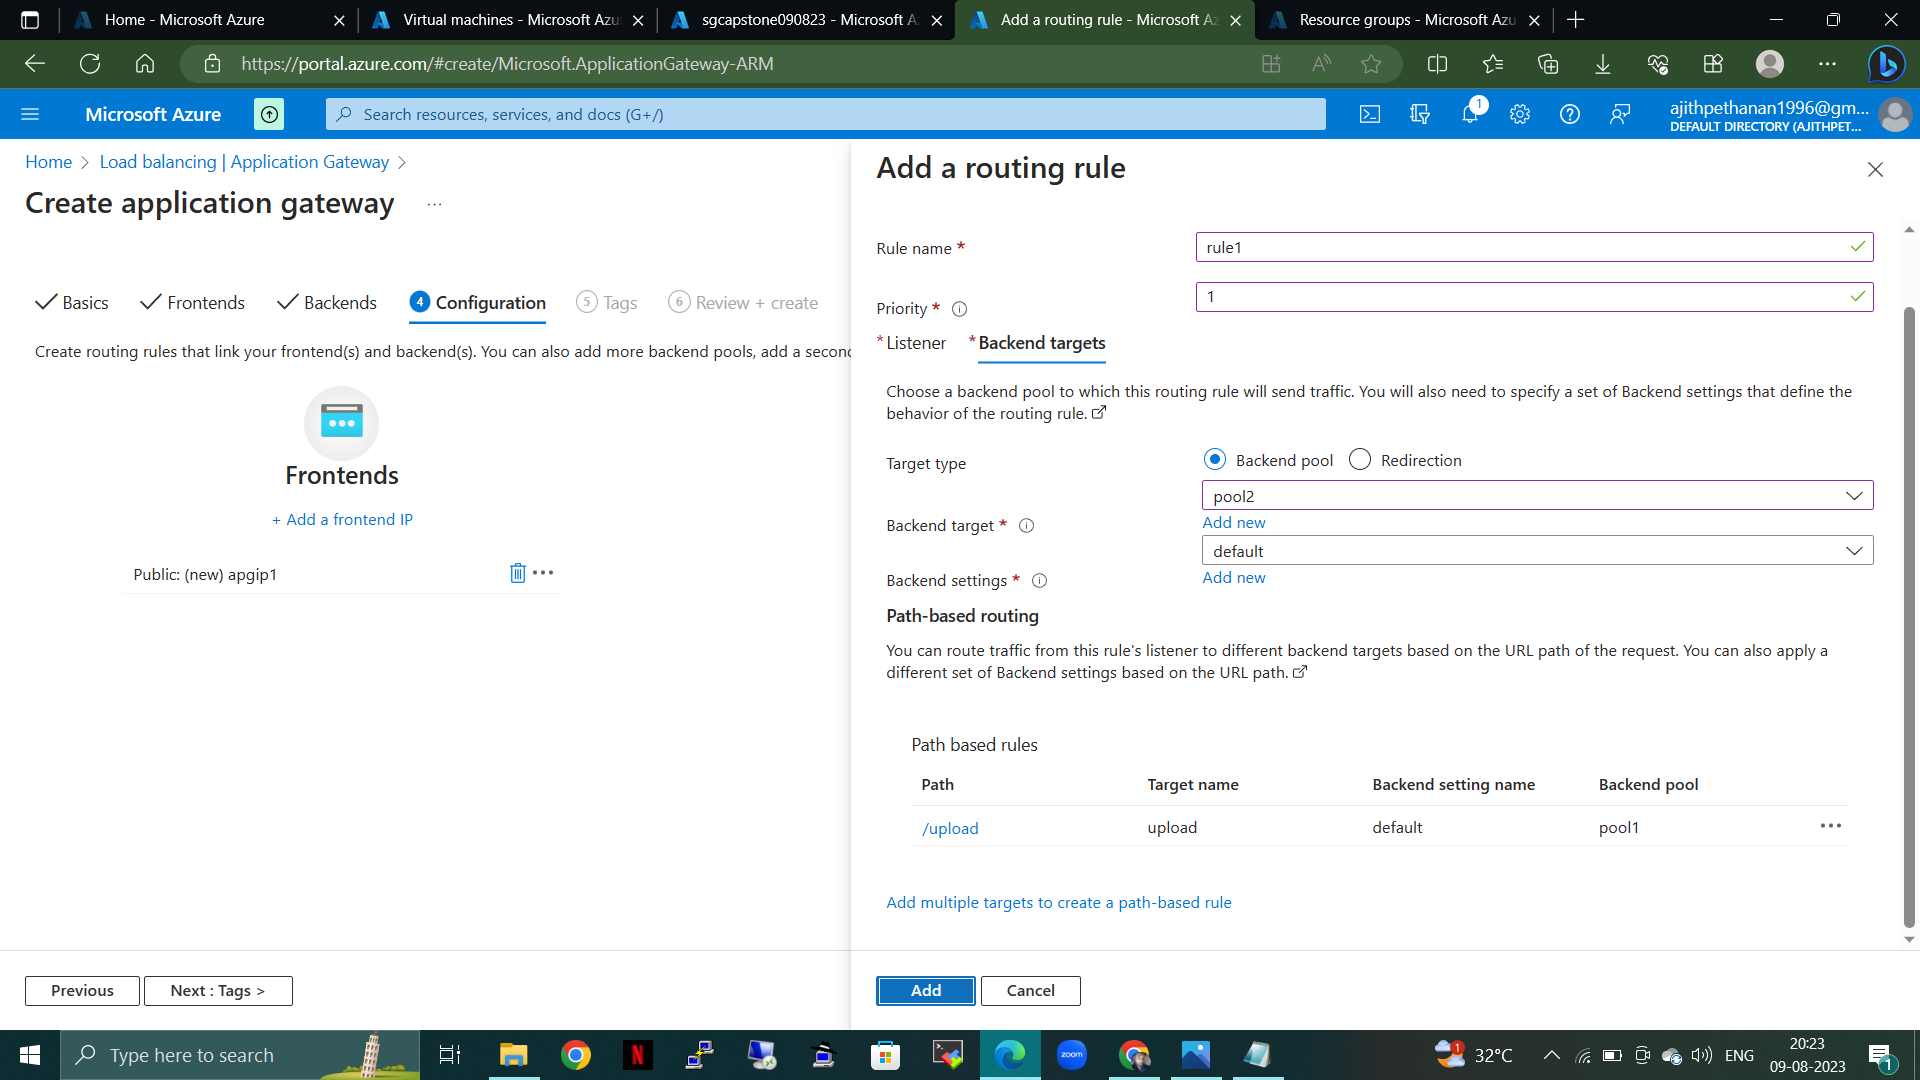 Home - Microsoft Azure
Virtual machines - Microsoft Azu
sgcapstone090823 - Microsoft A
Add a routing rule - Microsoft Az
Resource groups - Microsoft Azu
https://portal.azure.com/#create/Microsoft.ApplicationGateway-ARM
Microsoft Azure
Search resources, services, and docs (G+/)
1
ajithpethanan1996@gm...
DEFAULT DIRECTORY (AJITHPET...
Home > Load balancing | Application Gateway >
Create application gateway ...
Basics
Frontends
Backends
4 Configuration
5 Tags
6 Review + create
Create routing rules that link your frontend(s) and backend(s). You can also add more backend pools, add a secon
Frontends
+ Add a frontend IP
Public: (new) apgip1
Previous
Next : Tags >
Add a routing rule
Rule name *
rule1
Priority *
1
* Listener
* Backend targets
Choose a backend pool to which this routing rule will send traffic. You will also need to specify a set of Backend settings that define the
behavior of the routing rule.
Target type
Backend pool
Redirection
Backend target *
pool2
Add new
Backend settings *
default
Add new
Path-based routing
You can route traffic from this rule's listener to different backend targets based on the URL path of the request. You can also apply a
different set of Backend settings based on the URL path.
Path based rules
Path Target name Backend setting name Backend pool
/upload upload default pool1
Add multiple targets to create a path-based rule
Add
Cancel
Type here to search
zoom
1
32°C
ENG
20:23
09-08-2023
1